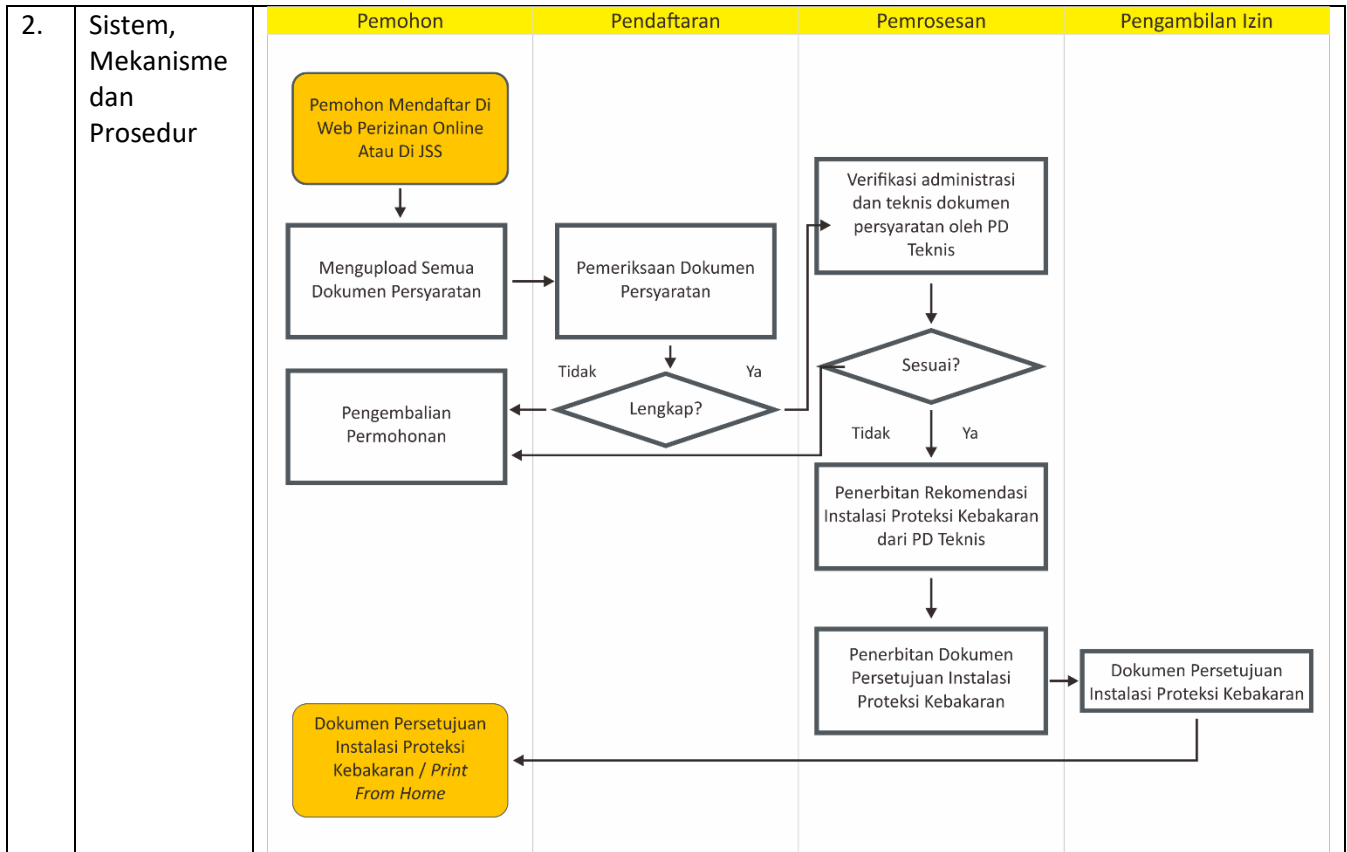 2.
Sistem,
Mekanisme
dan
Prosedur
Pemohon
Pendaftaran
Pemrosesan
Pengambilan Izin
Pemohon Mendaftar Di
Web Perizinan Online
Atau Di JSS
Mengupload Semua
Dokumen Persyaratan
Pemeriksaan Dokumen
Persyaratan
Verifikasi administrasi
dan teknis dokumen
persyaratan oleh PD
Teknis
Tidak
Ya
Lengkap?
Sesuai?
Pengembalian
Permohonan
Tidak
Ya
Penerbitan Rekomendasi
Instalasi Proteksi Kebakaran
dari PD Teknis
Penerbitan Dokumen
Persetujuan Instalasi
Proteksi Kebakaran
Dokumen Persetujuan
Instalasi Proteksi Kebakaran
Dokumen Persetujuan
Instalasi Proteksi
Kebakaran / Print
From Home